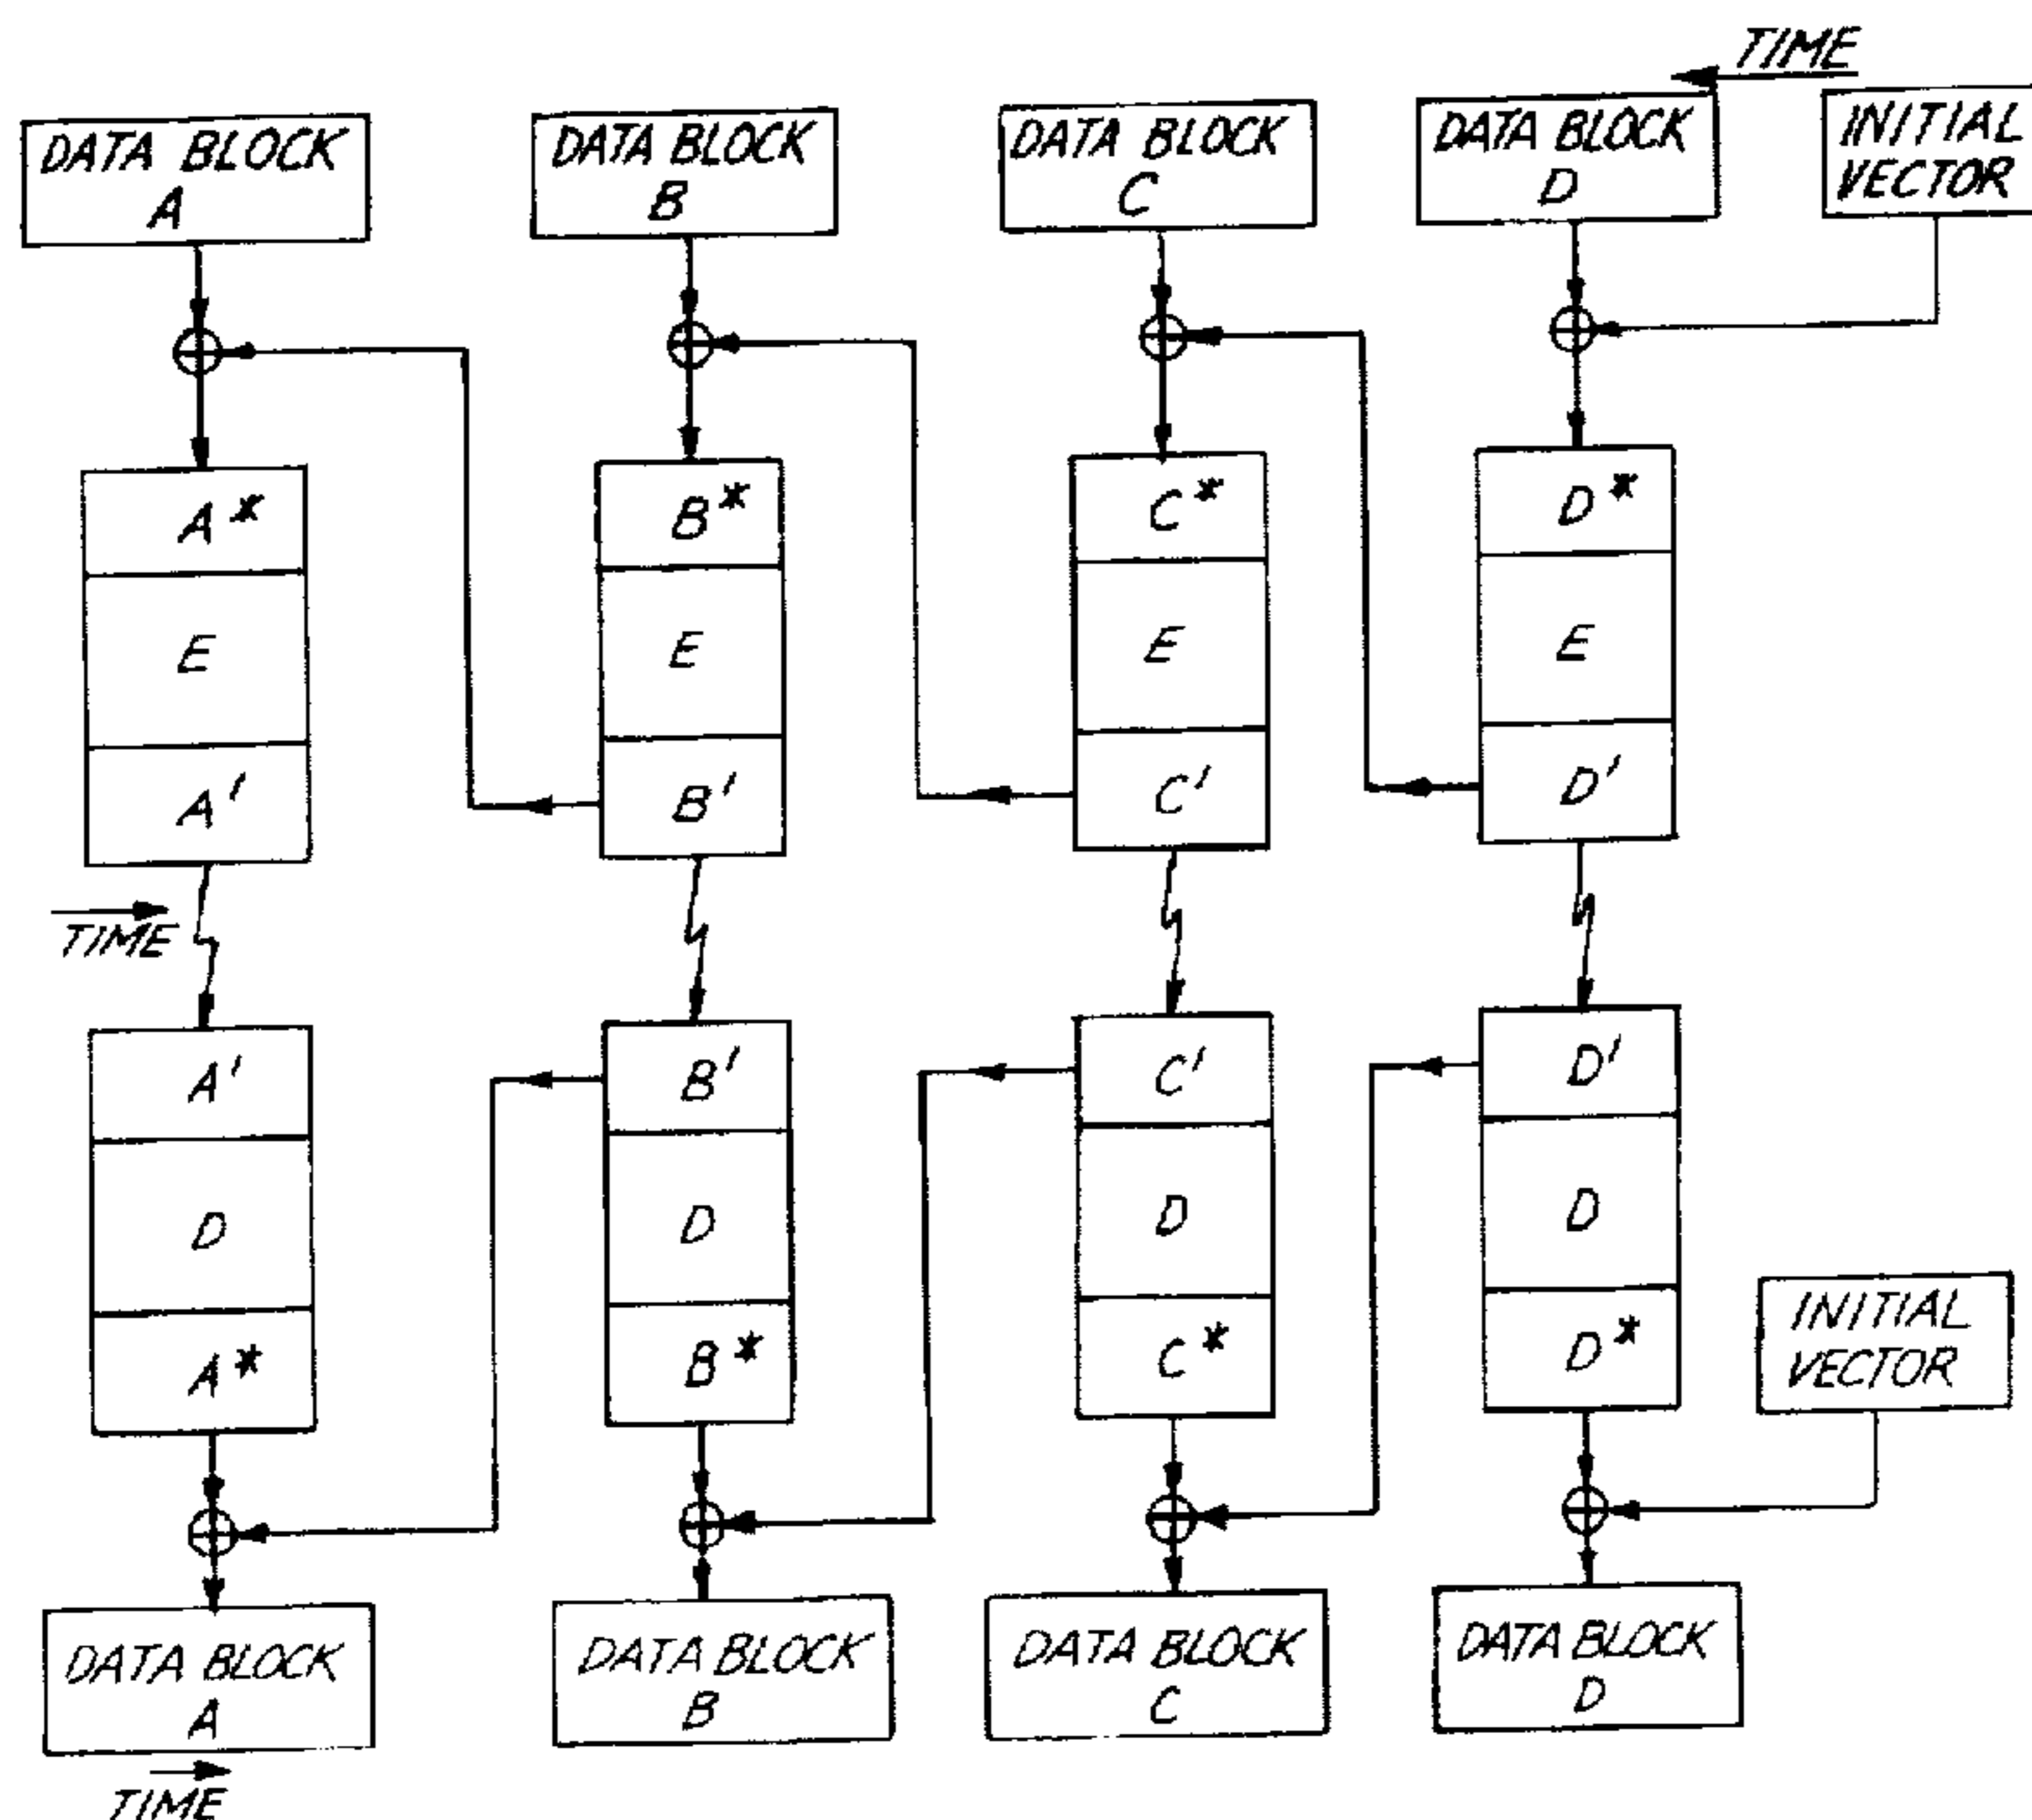 TIME
DATA BLOCK
A
DATA BLOCK
B
DATA BLOCK
C
DATA BLOCK
D
INITIAL
VECTOR
A*
B*
C*
D*
E
E
E
E
A'
B'
C'
D'
TIME
A'
B'
C'
D'
D
D
D
D
A*
B*
C*
D*
INITIAL
VECTOR
DATA BLOCK
A
DATA BLOCK
B
DATA BLOCK
C
DATA BLOCK
D
TIME